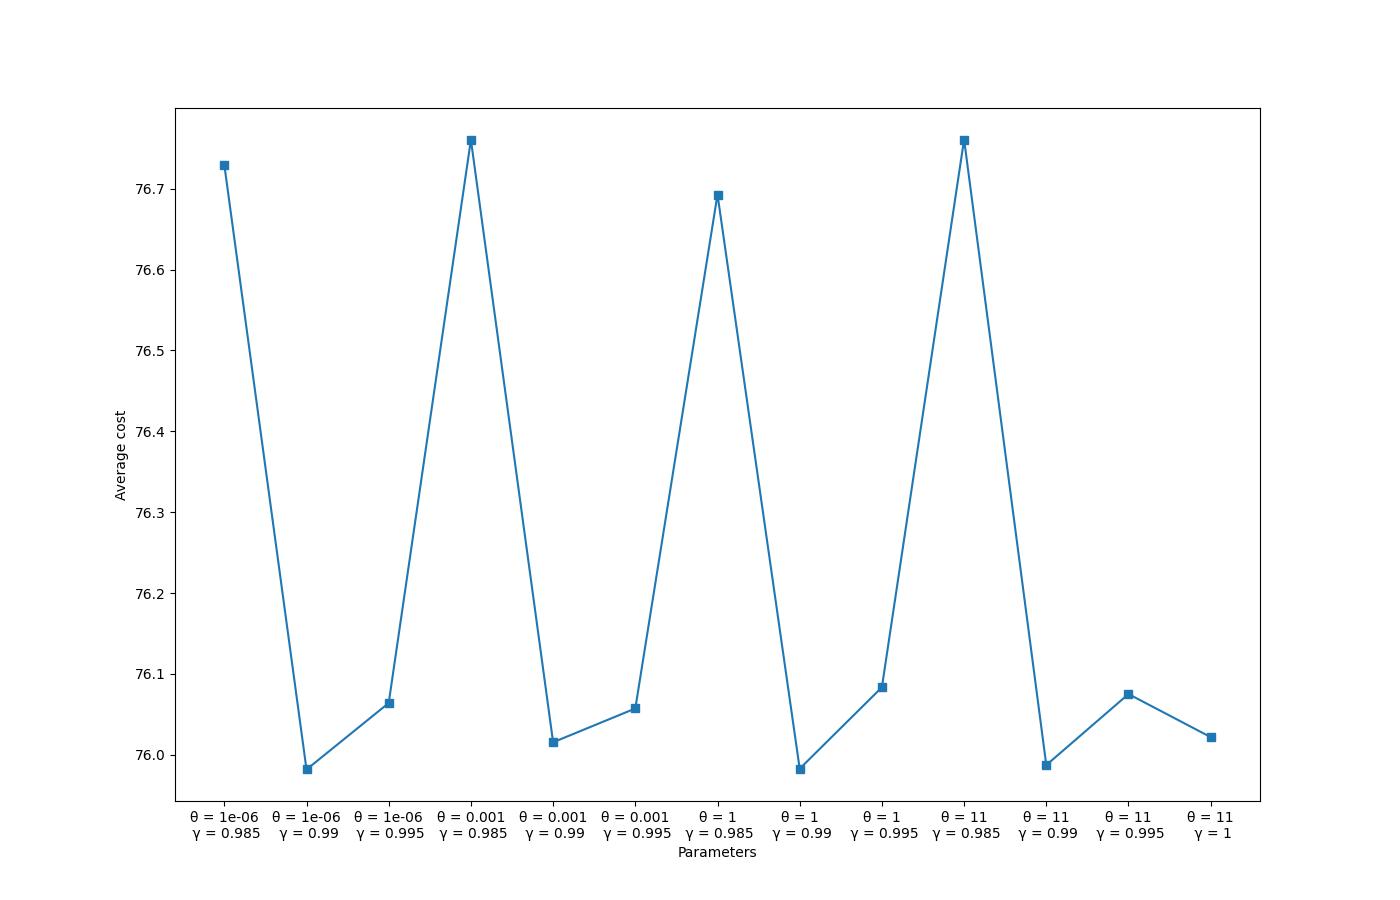 76.7
76.6
76.5
76.4
76.3
76.2
76.1
76.0
Average cost
θ = 1e-06 θ = 1e-06 θ = 1e-06 θ = 0.001 θ = 0.001 θ = 0.001 θ = 1 θ = 1 θ = 1 θ = 11 θ = 11 θ = 11 θ = 11
γ = 0.985 γ = 0.99 γ = 0.995 γ = 0.985 γ = 0.99 γ = 0.995 γ = 0.985 γ = 0.99 γ = 0.995 γ = 0.985 γ = 0.99 γ = 0.995 γ = 1
Parameters